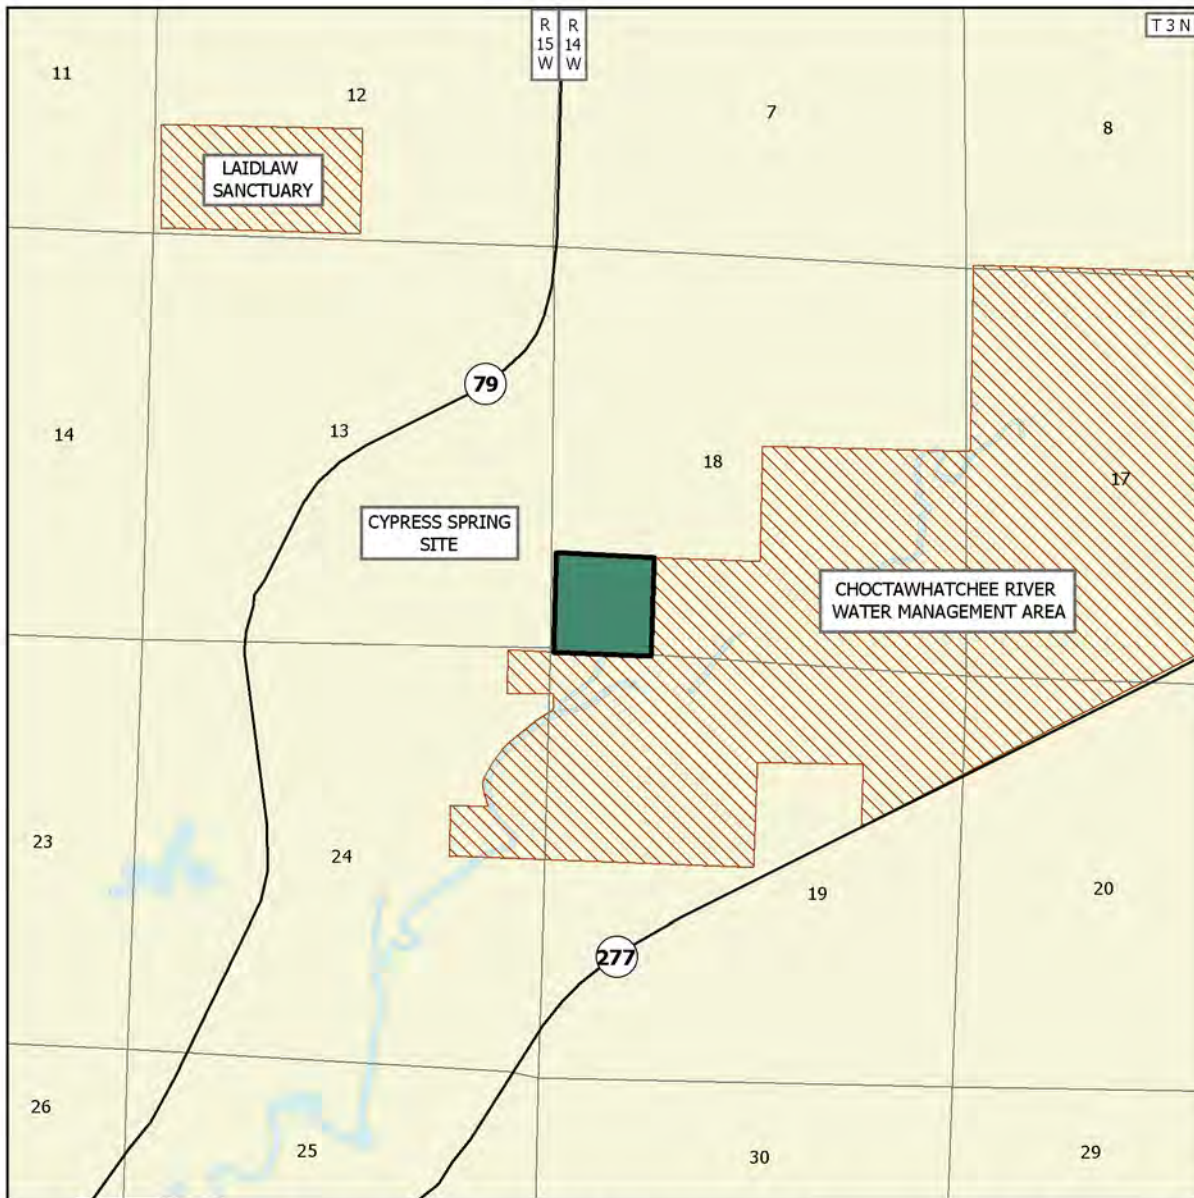 R
15
W
R
14
W
T 3 N
11
12
7
8
LAIDLAW
SANCTUARY
79
14
13
18
17
CYPRESS SPRING
SITE
CHOCTAWHATCHEE RIVER
WATER MANAGEMENT AREA
23
24
19
20
277
26
25
30
29